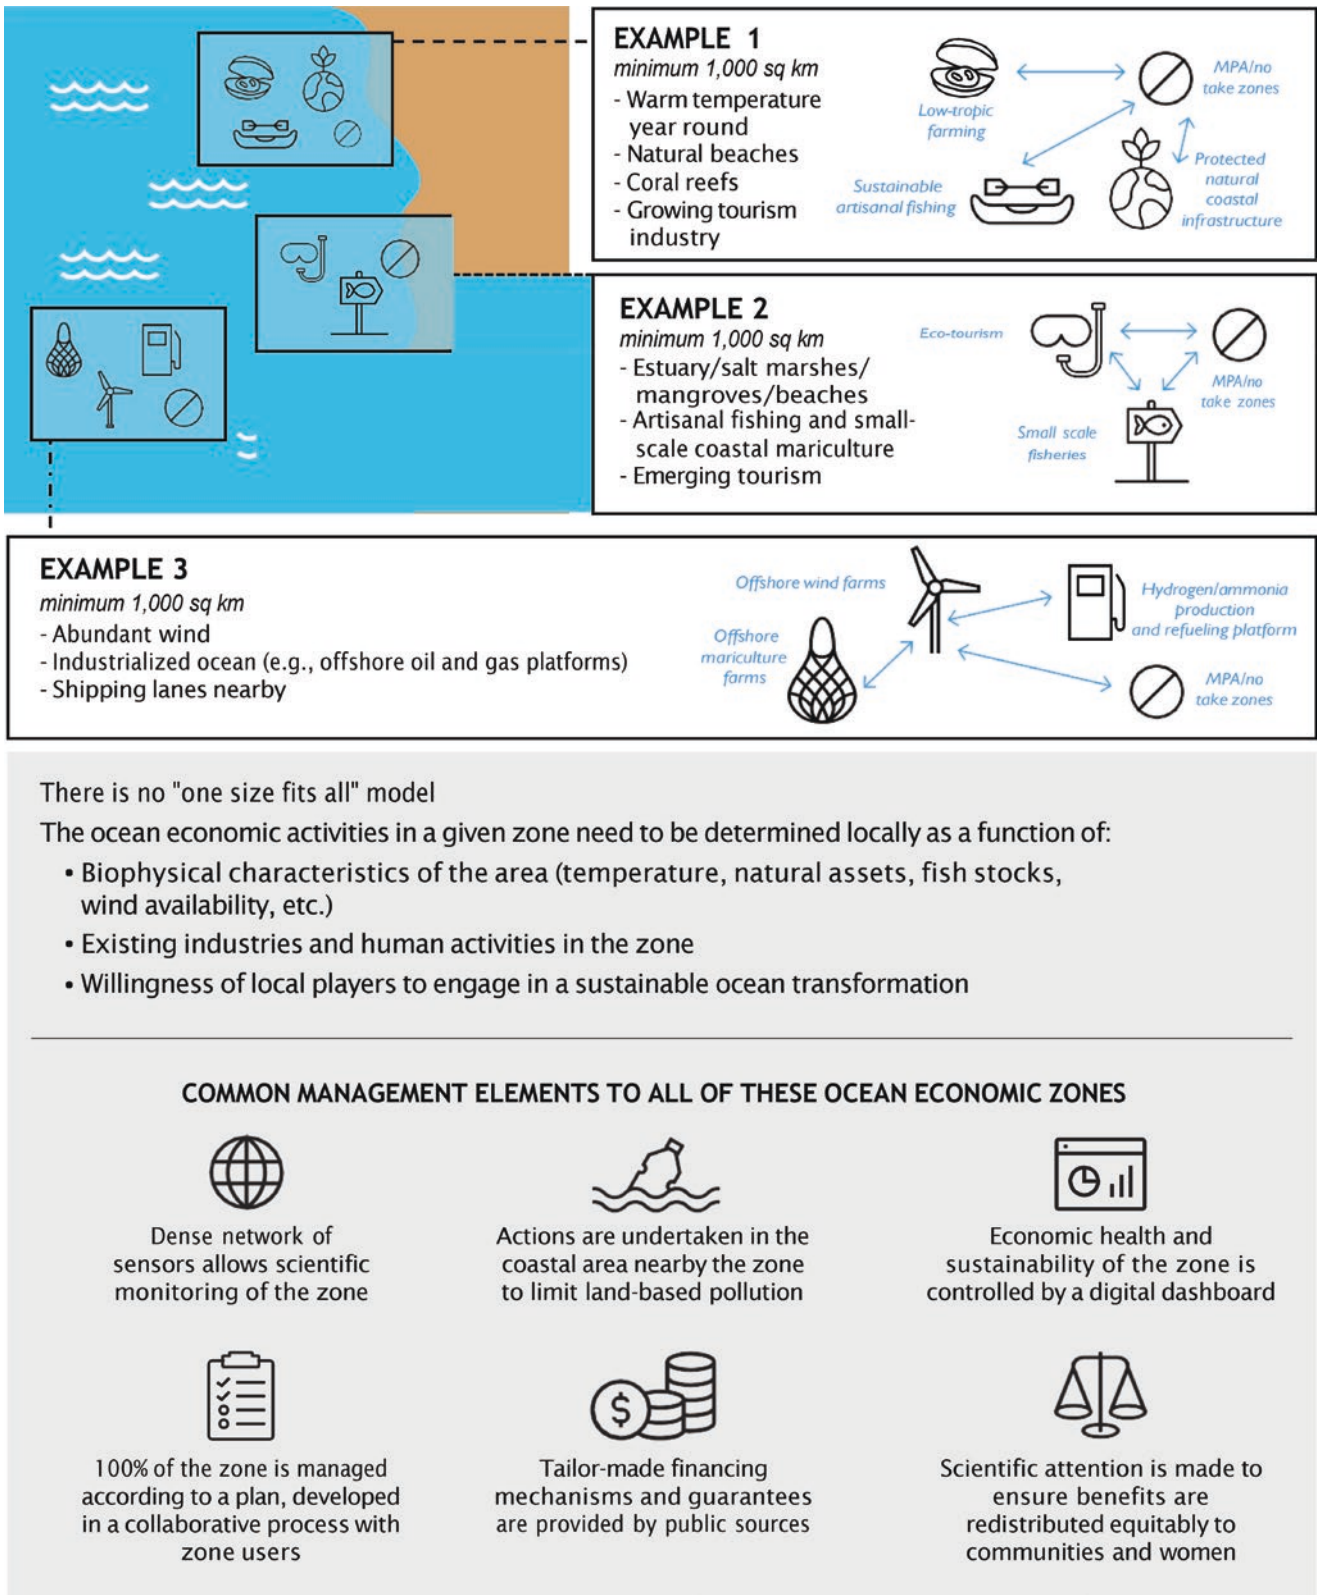 EXAMPLE 1
minimum 1,000 sq km
- Warm temperature
year round
- Natural beaches
- Coral reefs
- Growing tourism
industry
Low-tropic
farming
MPA/no
take zones
Sustainable
artisanal fishing
Protected
natural
coastal
infrastructure
EXAMPLE 2
minimum 1,000 sq km
- Estuary/salt marshes/
mangroves/beaches
- Artisanal fishing and small-
scale coastal mariculture
- Emerging tourism
Eco-tourism
MPA/no
take zones
Small scale
fisheries
EXAMPLE 3
minimum 1,000 sq km
- Abundant wind
- Industrialized ocean (e.g., offshore oil and gas platforms)
- Shipping lanes nearby
Offshore wind farms
Offshore
mariculture
farms
Hydrogen/ammonia
production
and refueling platform
MPA/no
take zones
There is no "one size fits all" model
The ocean economic activities in a given zone need to be determined locally as a function of:
• Biophysical characteristics of the area (temperature, natural assets, fish stocks,
wind availability, etc.)
• Existing industries and human activities in the zone
• Willingness of local players to engage in a sustainable ocean transformation
COMMON MANAGEMENT ELEMENTS TO ALL OF THESE OCEAN ECONOMIC ZONES
Dense network of
sensors allows scientific
monitoring of the zone
Actions are undertaken in the
coastal area nearby the zone
to limit land-based pollution
Economic health and
sustainability of the zone is
controlled by a digital dashboard
$
100% of the zone is managed
according to a plan, developed
in a collaborative process with
zone users
Tailor-made financing
mechanisms and guarantees
are provided by public sources
Scientific attention is made to
ensure benefits are
redistributed equitably to
communities and women